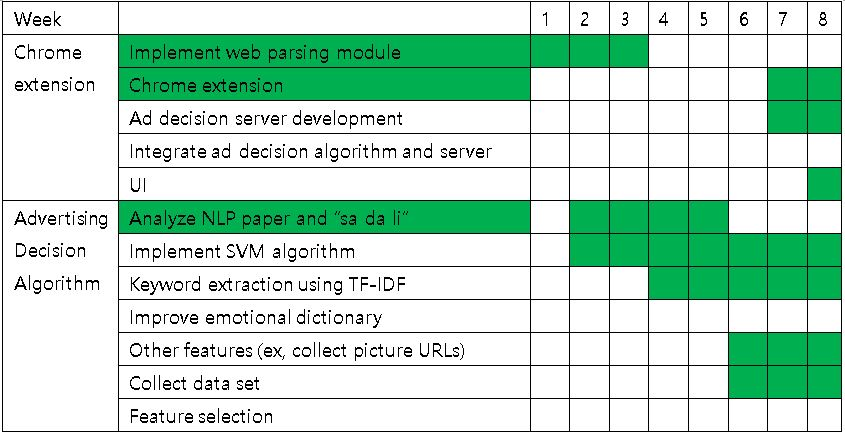 Week 1 2 3 4 5 6 7 8
Chrome Implement web parsing module
extension Chrome extension
Ad decision server development
Integrate ad decision algorithm and server
UI
Advertising Analyze NLP paper and “sa da li”
Decision Implement SVM algorithm
Algorithm Keyword extraction using TF-IDF
Improve emotional dictionary
Other features (ex, collect picture URLs)
Collect data set
Feature selection